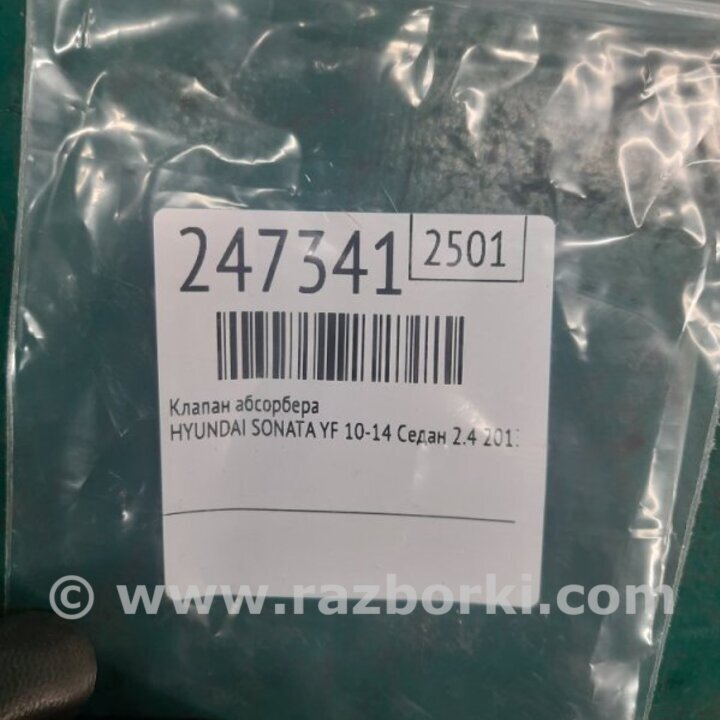 247341 2501
Клапан абсорбера
HYUNDAI SONATA YF 10-14 Седан 2.4
© www.razborki.com